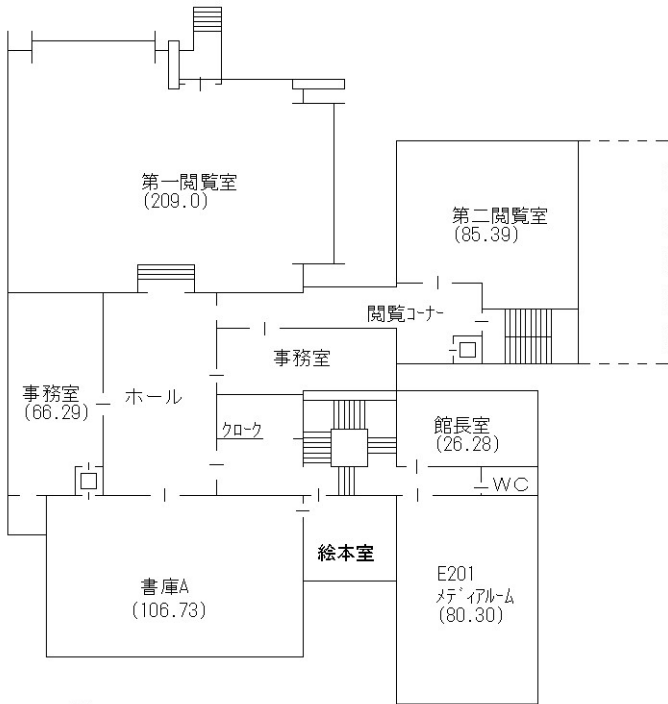 第一閲覧室
(209.0)
第二閲覧室
(85.39)
閲覧ｺｰﾅｰ
事務室
事務室
(66.29)
ホール
クローク
館長室
(26.28)
WC
絵本室
書庫A
(106.73)
E201
ﾒﾃﾞｨｱﾙｰﾑ
(80.30)